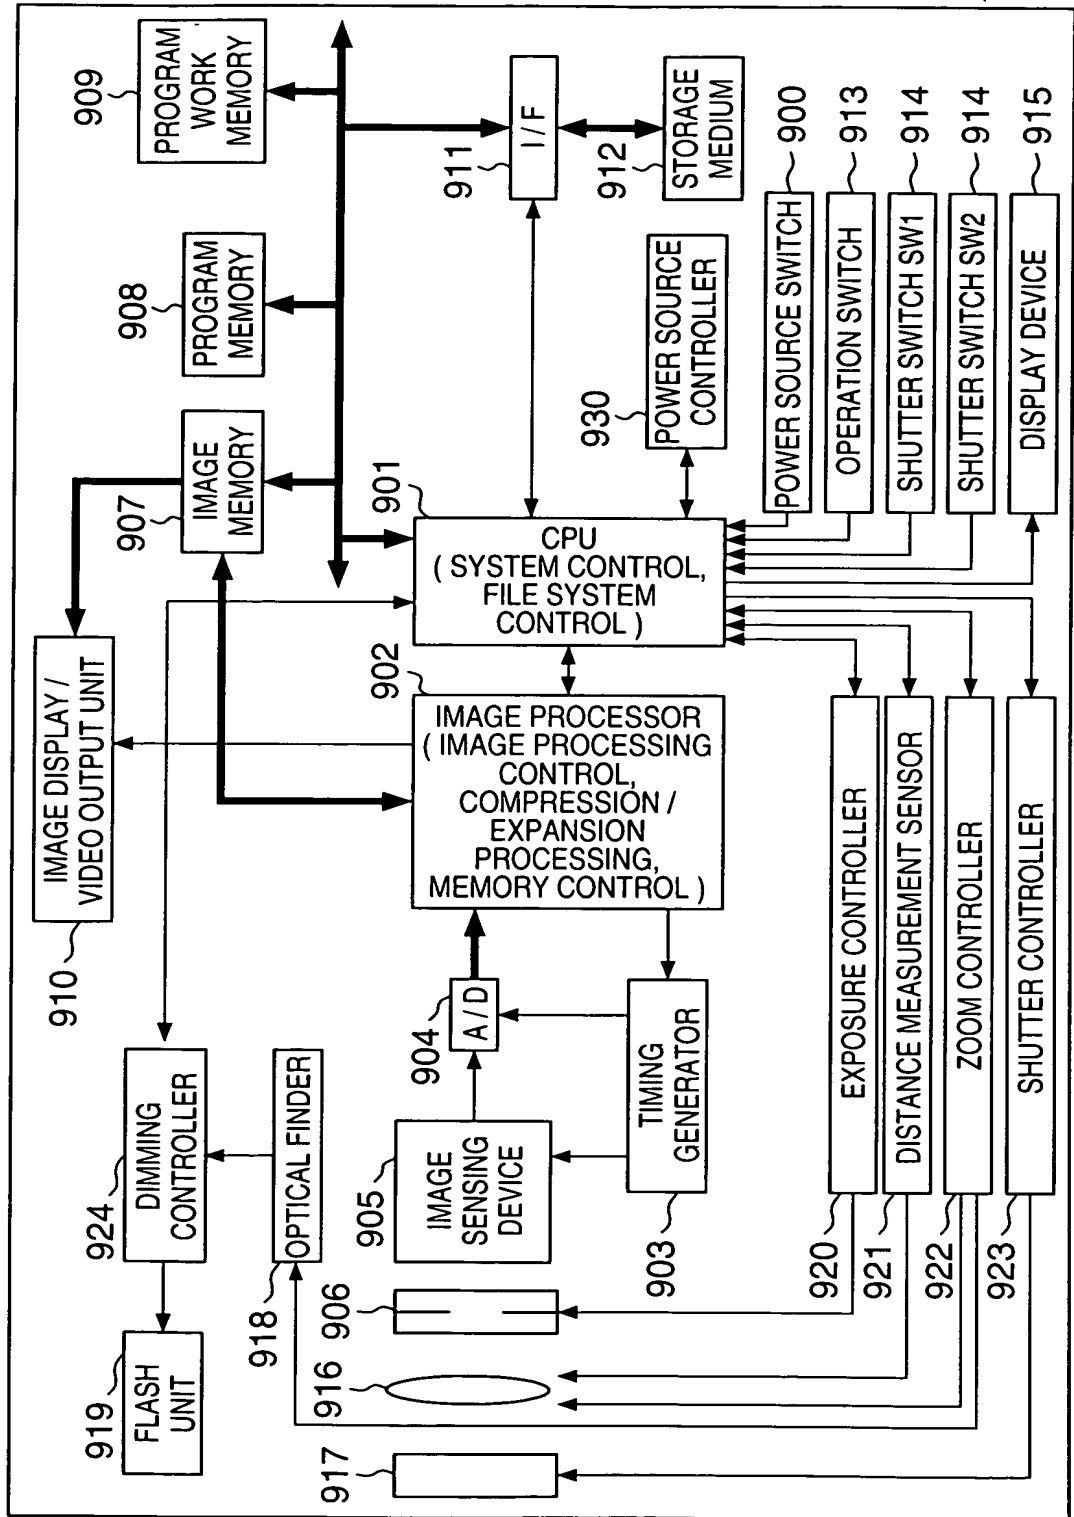 919
FLASH
UNIT
924
DIMMING
CONTROLLER
918
OPTICAL FINDER
910
IMAGE DISPLAY /
VIDEO OUTPUT UNIT
907
IMAGE
MEMORY
908
PROGRAM
MEMORY
909
PROGRAM
WORK
MEMORY
917
916
906
905
IMAGE
SENSING
DEVICE
904
A / D
903
TIMING
GENERATOR
902
IMAGE PROCESSOR
( IMAGE PROCESSING
CONTROL,
COMPRESSION /
EXPANSION
PROCESSING,
MEMORY CONTROL )
901
CPU
( SYSTEM CONTROL,
FILE SYSTEM
CONTROL )
911
I / F
912
STORAGE
MEDIUM
930
POWER SOURCE
CONTROLLER
920
EXPOSURE CONTROLLER
921
DISTANCE MEASUREMENT SENSOR
922
ZOOM CONTROLLER
923
SHUTTER CONTROLLER
POWER SOURCE SWITCH
900
OPERATION SWITCH
913
SHUTTER SWITCH SW1
914
SHUTTER SWITCH SW2
914
DISPLAY DEVICE
915